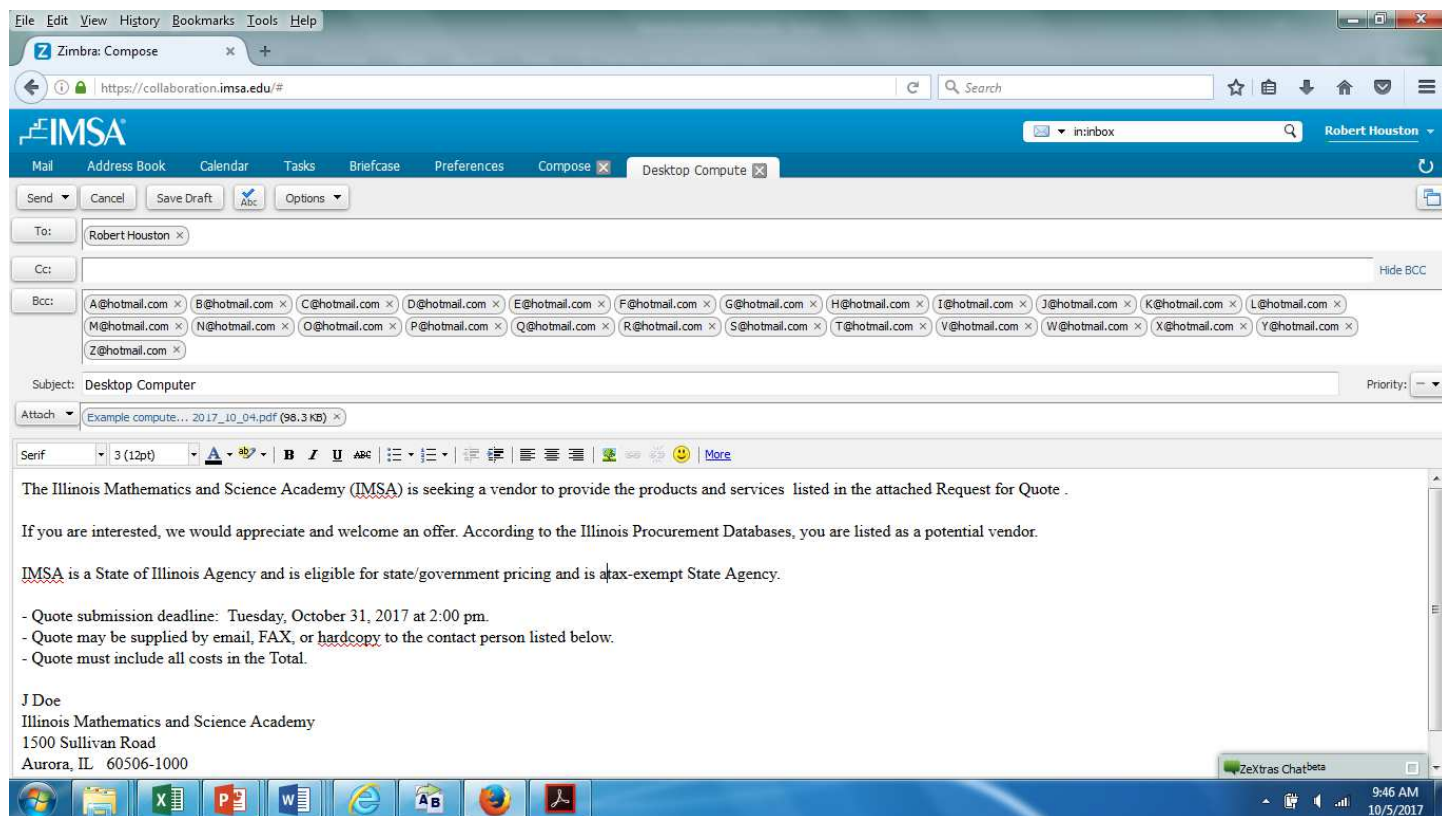 File Edit View History Bookmarks Tools Help
Zimbra: Compose
https://collaboration.imsa.edu/#
Search
IMSA
in:inbox
Robert Houston
Mail Address Book Calendar Tasks Briefcase Preferences Compose Desktop Compute
Send Cancel Save Draft Abc Options
To: Robert Houston
Cc: Hide BCC
Bcc: A@hotmail.com B@hotmail.com C@hotmail.com D@hotmail.com E@hotmail.com F@hotmail.com G@hotmail.com H@hotmail.com I@hotmail.com J@hotmail.com K@hotmail.com L@hotmail.com
M@hotmail.com N@hotmail.com O@hotmail.com P@hotmail.com Q@hotmail.com R@hotmail.com S@hotmail.com T@hotmail.com V@hotmail.com W@hotmail.com X@hotmail.com Y@hotmail.com
Z@hotmail.com
Subject: Desktop Computer Priority:
Attach Example compute... 2017_10_04.pdf (98.3 KB)
Serif 3 (12pt) A ab B I U ABC More
The Illinois Mathematics and Science Academy (IMSA) is seeking a vendor to provide the products and services listed in the attached Request for Quote .
If you are interested, we would appreciate and welcome an offer. According to the Illinois Procurement Databases, you are listed as a potential vendor.
IMSA is a State of Illinois Agency and is eligible for state/government pricing and is atax-exempt State Agency.
- Quote submission deadline: Tuesday, October 31, 2017 at 2:00 pm.
- Quote may be supplied by email, FAX, or hardcopy to the contact person listed below.
- Quote must include all costs in the Total.
J Doe
Illinois Mathematics and Science Academy
1500 Sullivan Road
Aurora, IL 60506-1000
ZeXtras Chat beta
9:46 AM
10/5/2017